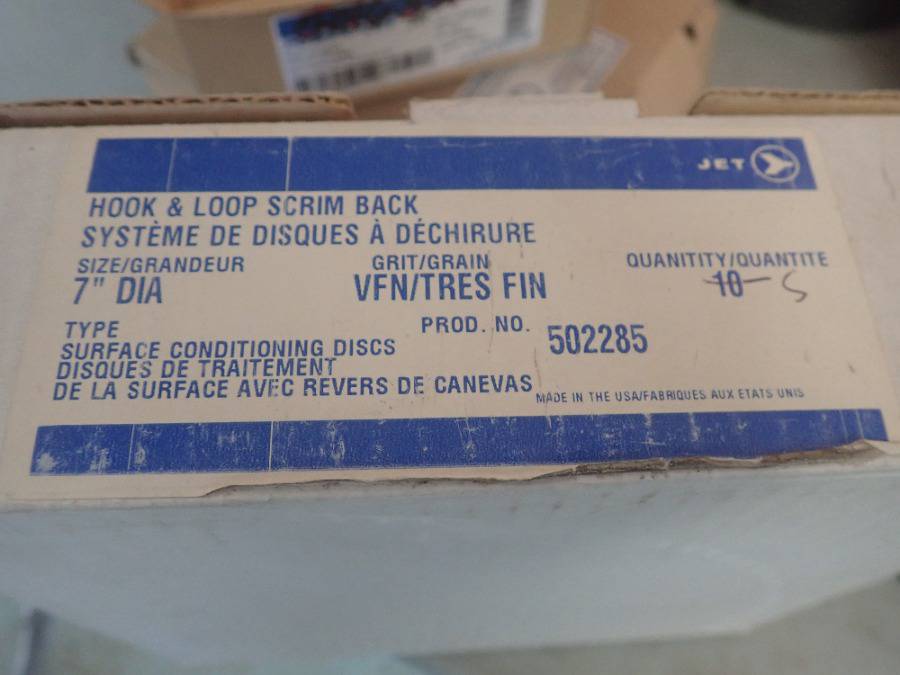 JET
HOOK & LOOP SCRIM BACK
SYSTÈME DE DISQUES À DÉCHIRURE
SIZE/GRANDEUR GRIT/GRAIN QUANITITY/QUANTITE
7" DIA VFN/TRES FIN 10 5
TYPE PROD. NO. 502285
SURFACE CONDITIONING DISCS
DISQUES DE TRAITEMENT
DE LA SURFACE AVEC REVERS DE CANEVAS
MADE IN THE USA/FABRIQUES AUX ETATS UNIS